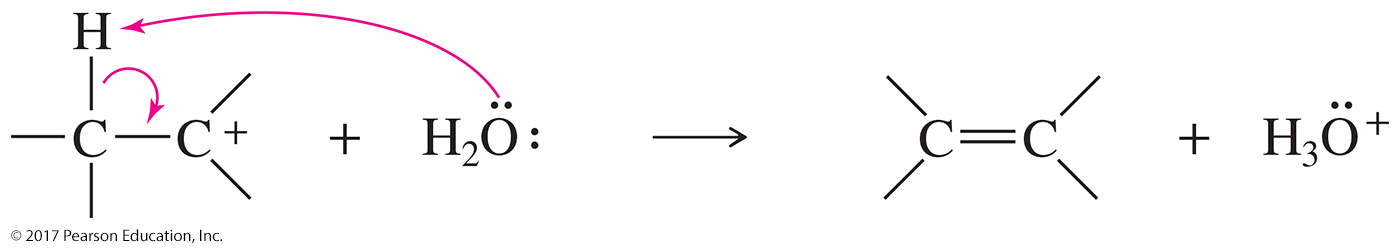 H
C C+ + H₂Ö: → C=C + H₃Ö+
© 2017 Pearson Education, Inc.